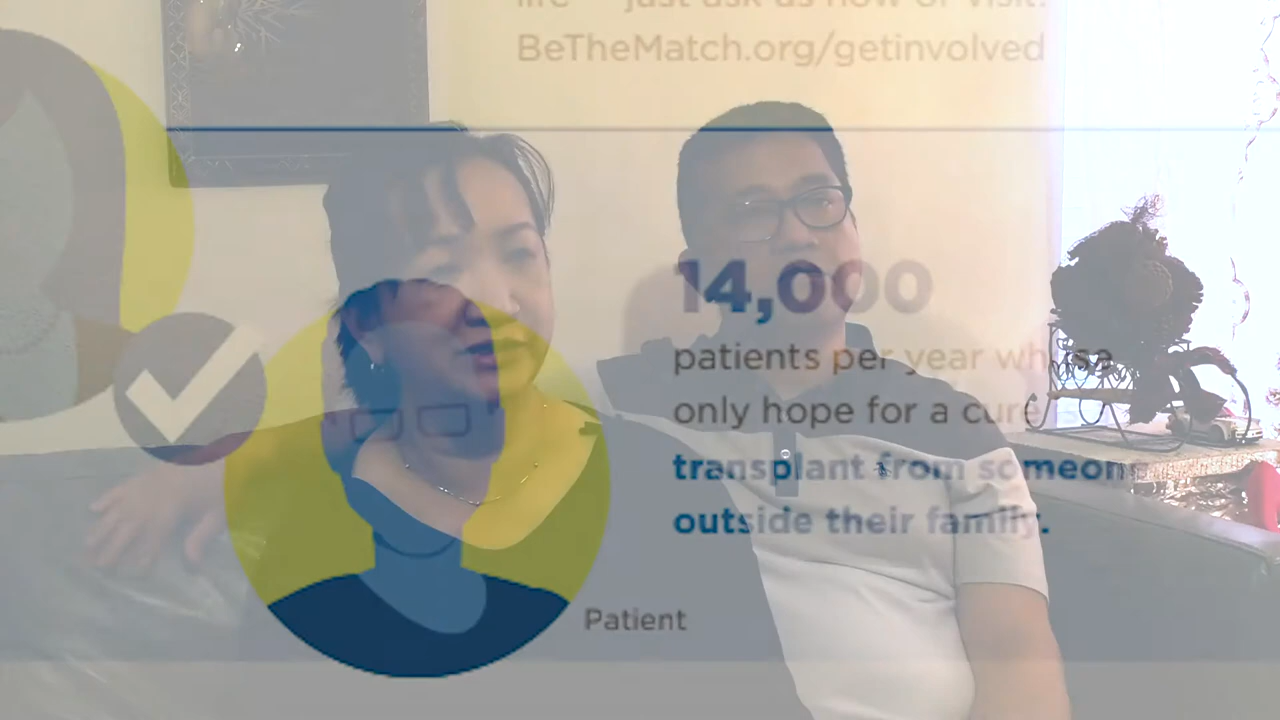 life — just ask us how or visit:
BeTheMatch.org/getinvolved
14,000
patients per year whose
only hope for a cure
transplant from someon
outside their family.
Patient